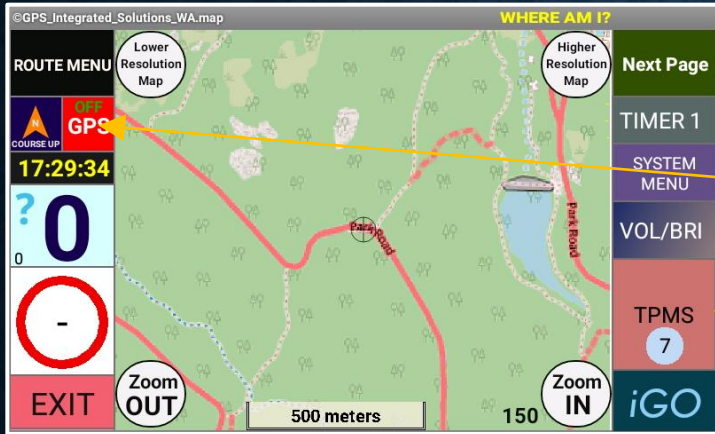 ©GPS_Integrated_Solutions_WA.map
WHERE AM I?
ROUTE MENU
Lower
Resolution
Map
Higher
Resolution
Map
Next Page
OFF
GPS
N
COURSE UP
TIMER 1
17:29:34
SYSTEM
MENU
?
0
0
Park Road
Park Road
VOL/BRI
-
TPMS
7
EXIT
Zoom
OUT
500 meters
150
Zoom
IN
iGO